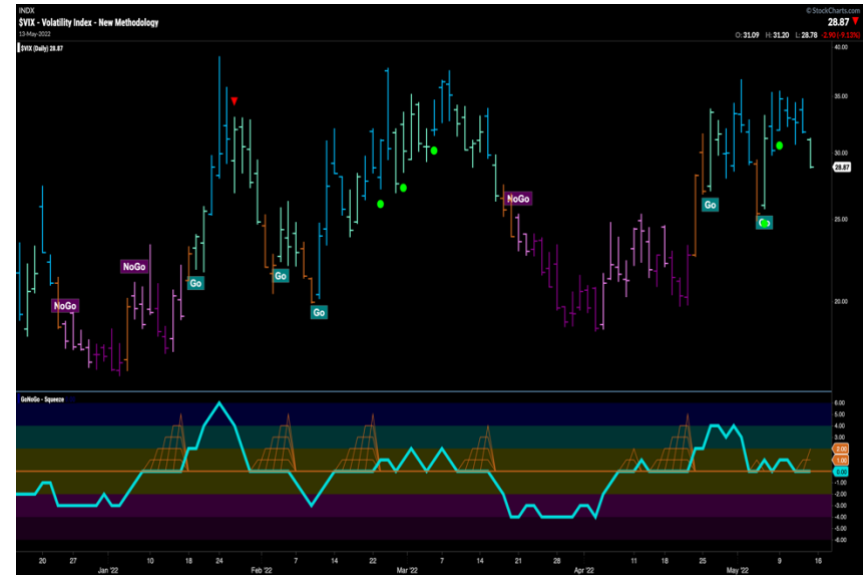 INDX
© StockCharts.com
$VIX - Volatility Index - New Methodology
28.87
13-May-2022
O: 31.09 H: 31.20 L: 28.78 -2.90 (-9.13%)
$VIX (Daily) 28.87
40.00
35.00
30.00
28.87
25.00
20.00
NoGo
NoGo
Go
Go
Go
NoGo
Go
Go
GoNoGo - Squeeze
6.00
5.00
4.00
3.00
2.00
1.00
0.00
-1.00
-2.00
-3.00
-4.00
-5.00
-6.00
20 27 10 18 24 7 14 22 7 14 21 28 11 18 25 9 16
Jan '22 Feb '22 Mar '22 Apr '22 May '22